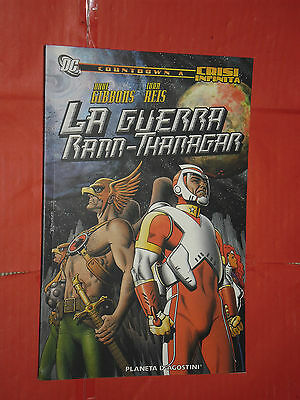 DC
COUNTDOWN A CRISI INFINITA
DAVE GIBBONS IVAN REIS
LA GUERRA
RANN-THANAGAR
PLANETA DEAGOSTINI